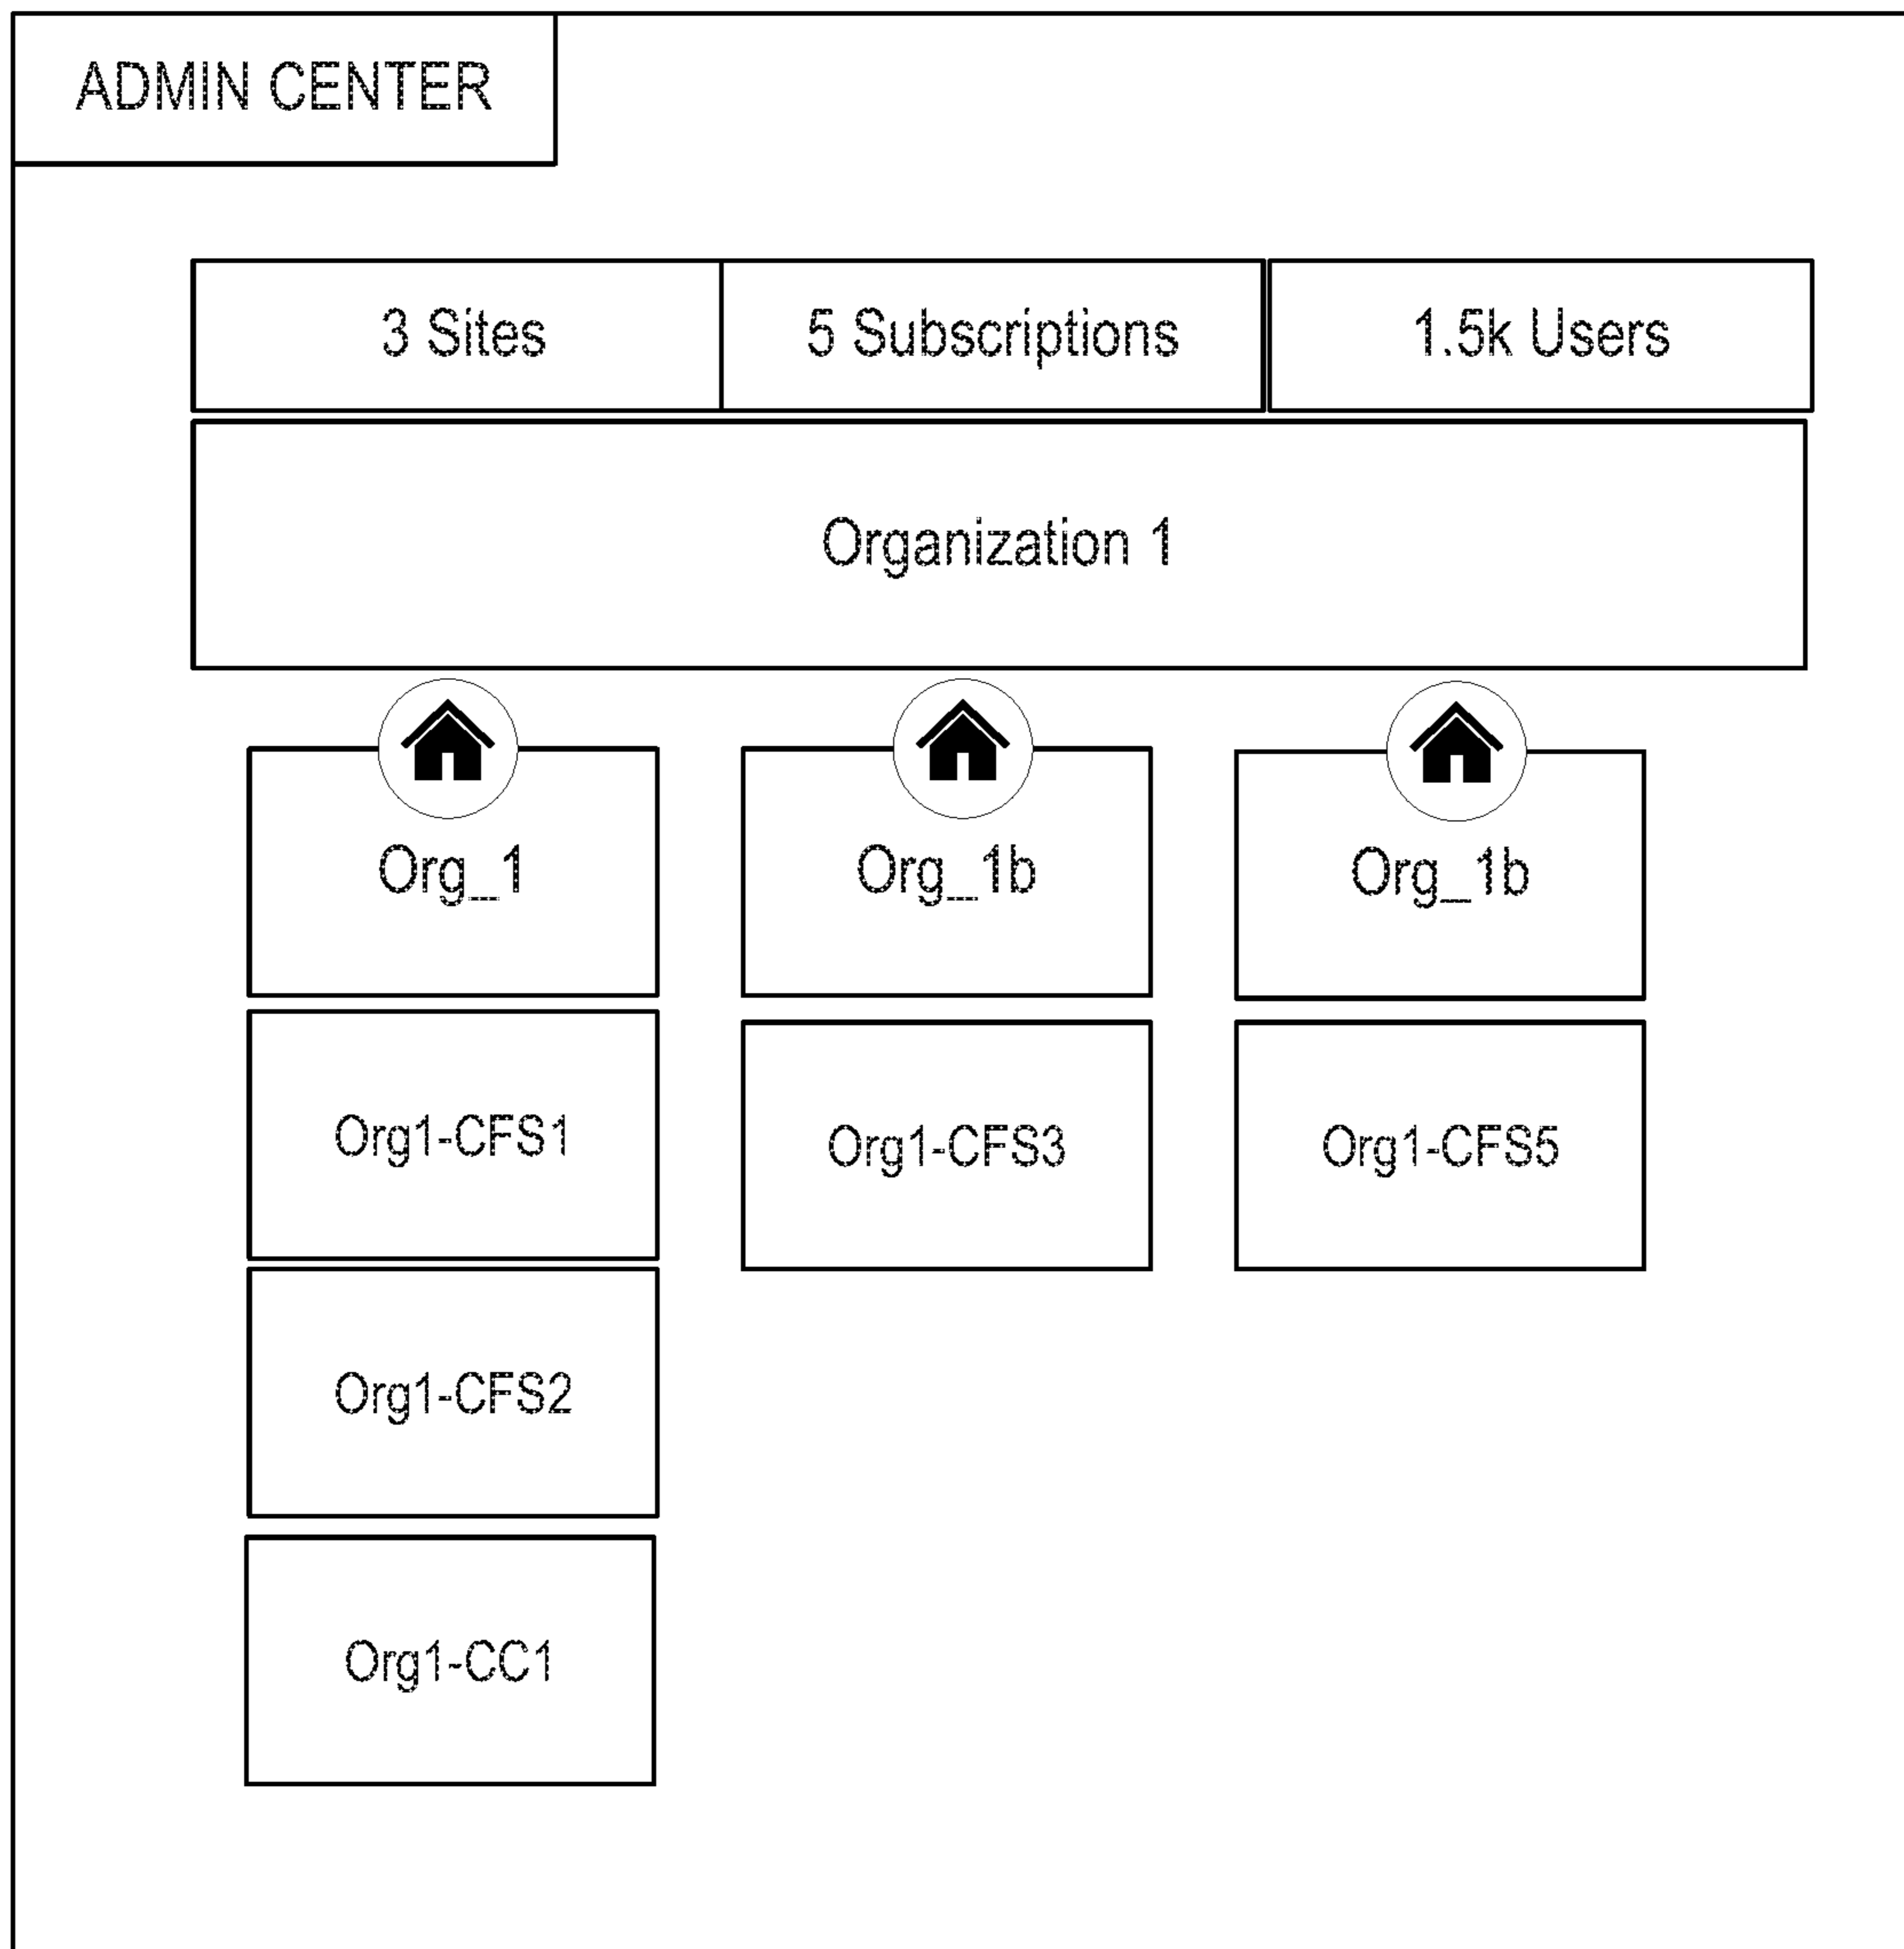 ADMIN CENTER
3 Sites
5 Subscriptions
1.5k Users
Organization 1
Org_1
Org_1b
Org_1b
Org1-CFS1
Org1-CFS3
Org1-CFS5
Org1-CFS2
Org1-CC1